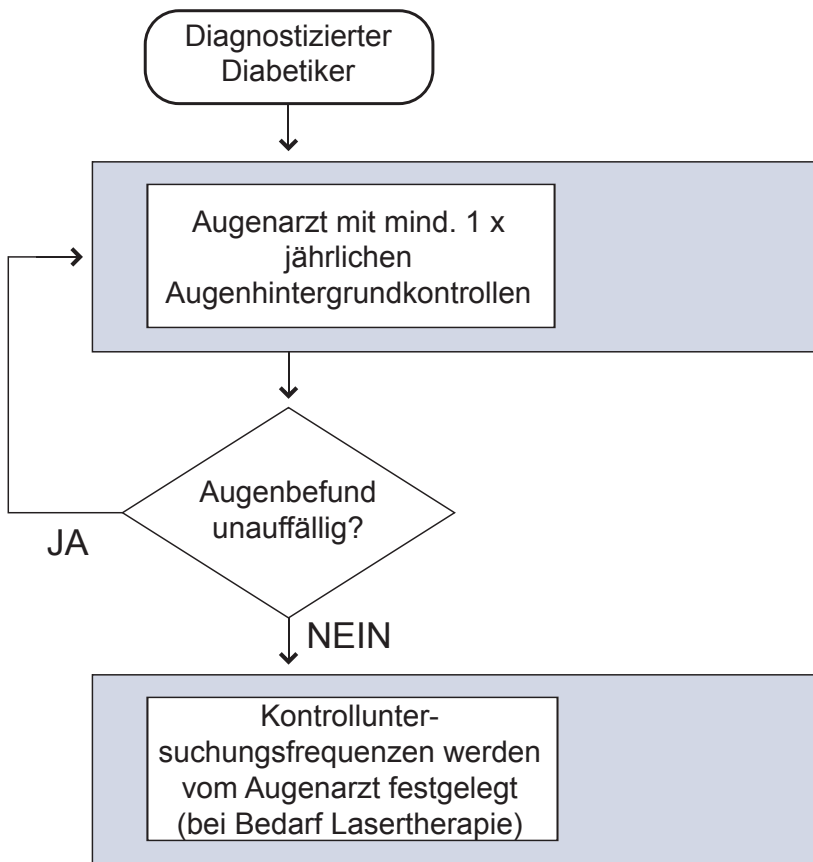 Diagnostizierter
Diabetiker
Augenarzt mit mind. 1 x
jährlichen
Augenhintergrundkontrollen
Augenbefund
unauffällig?
JA
NEIN
Kontrollunter-
suchungsfrequenzen werden
vom Augenarzt festgelegt
(bei Bedarf Lasertherapie)